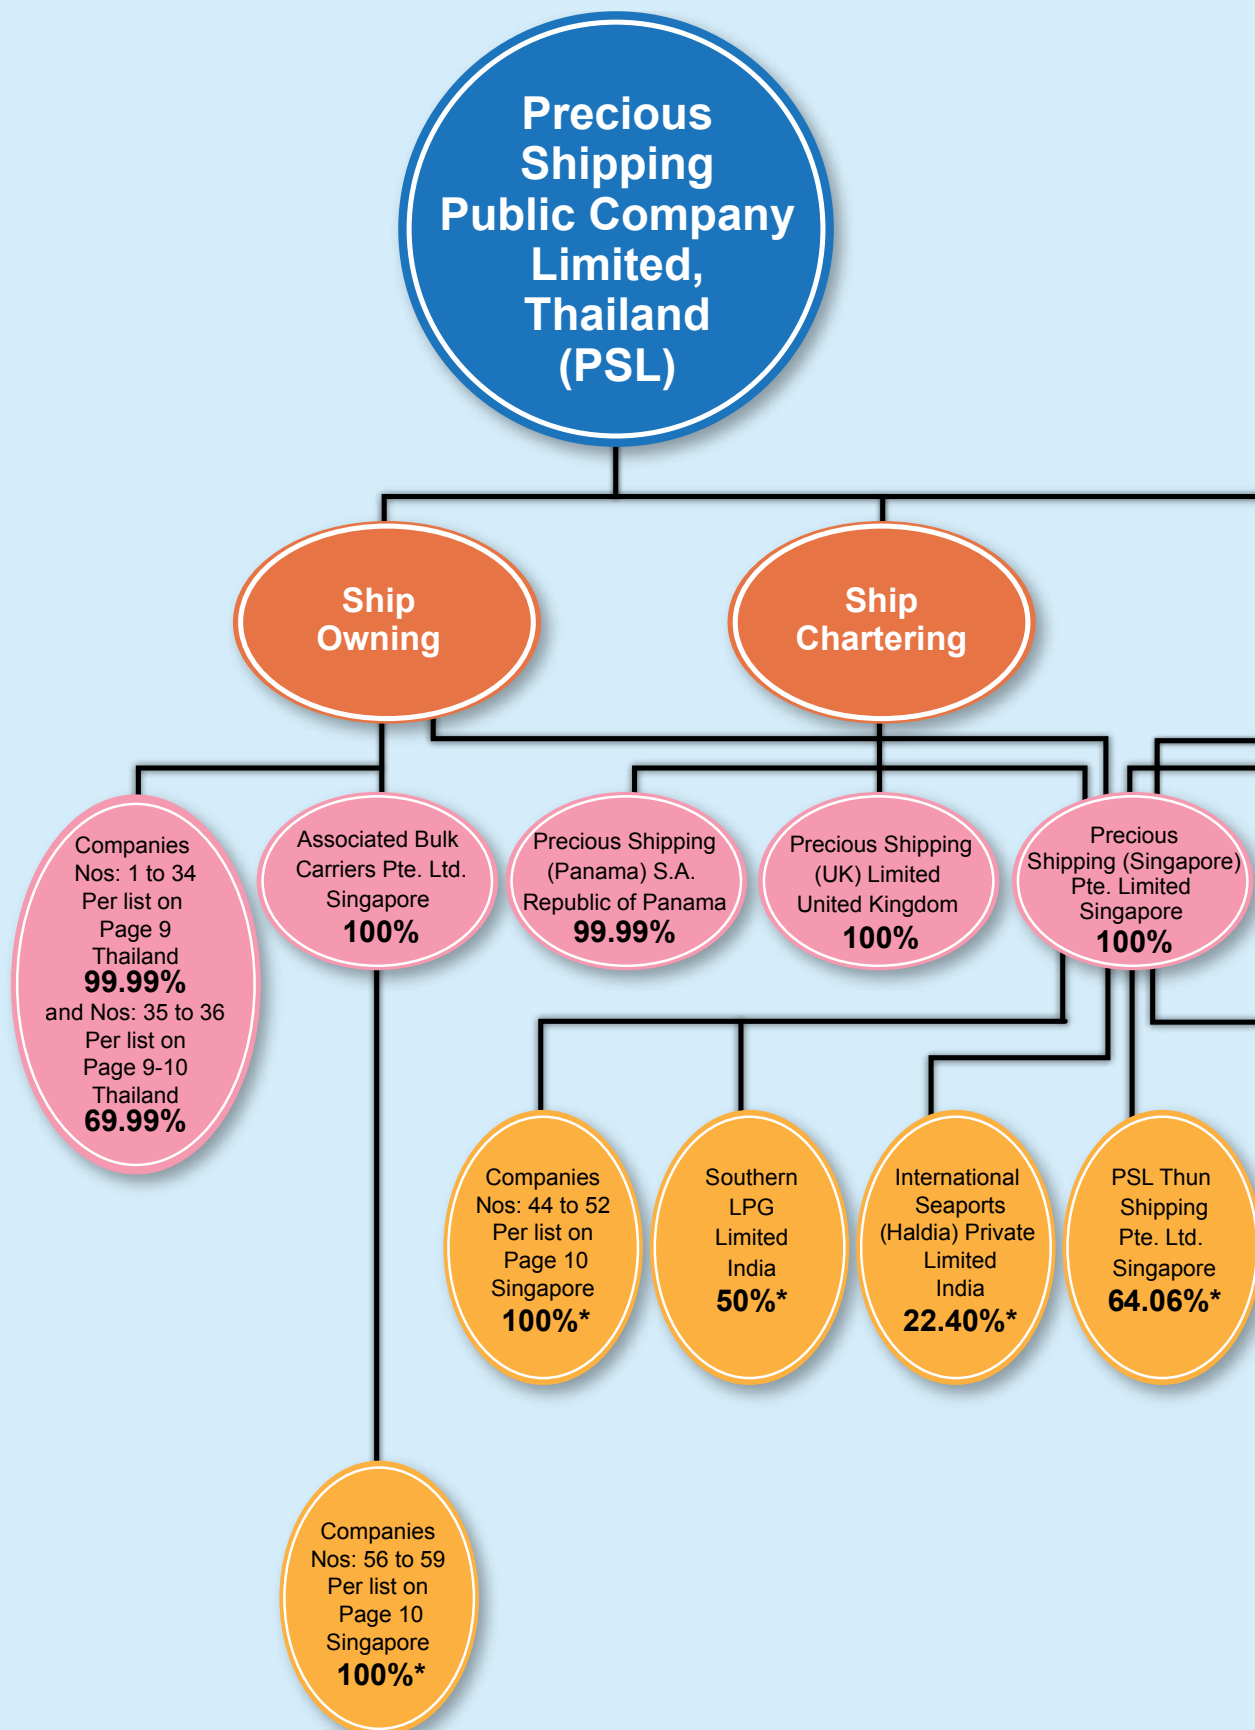 Precious
Shipping
Public Company
Limited,
Thailand
(PSL)
Ship
Owning
Ship
Chartering
Companies
Nos: 1 to 34
Per list on
Page 9
Thailand
99.99%
and Nos: 35 to 36
Per list on
Page 9-10
Thailand
69.99%
Associated Bulk
Carriers Pte. Ltd.
Singapore
100%
Precious Shipping
(Panama) S.A.
Republic of Panama
99.99%
Precious Shipping
(UK) Limited
United Kingdom
100%
Precious
Shipping (Singapore)
Pte. Limited
Singapore
100%
Companies
Nos: 44 to 52
Per list on
Page 10
Singapore
100%*
Southern
LPG
Limited
India
50%*
International
Seaports
(Haldia) Private
Limited
India
22.40%*
PSL Thun
Shipping
Pte. Ltd.
Singapore
64.06%*
Companies
Nos: 56 to 59
Per list on
Page 10
Singapore
100%*